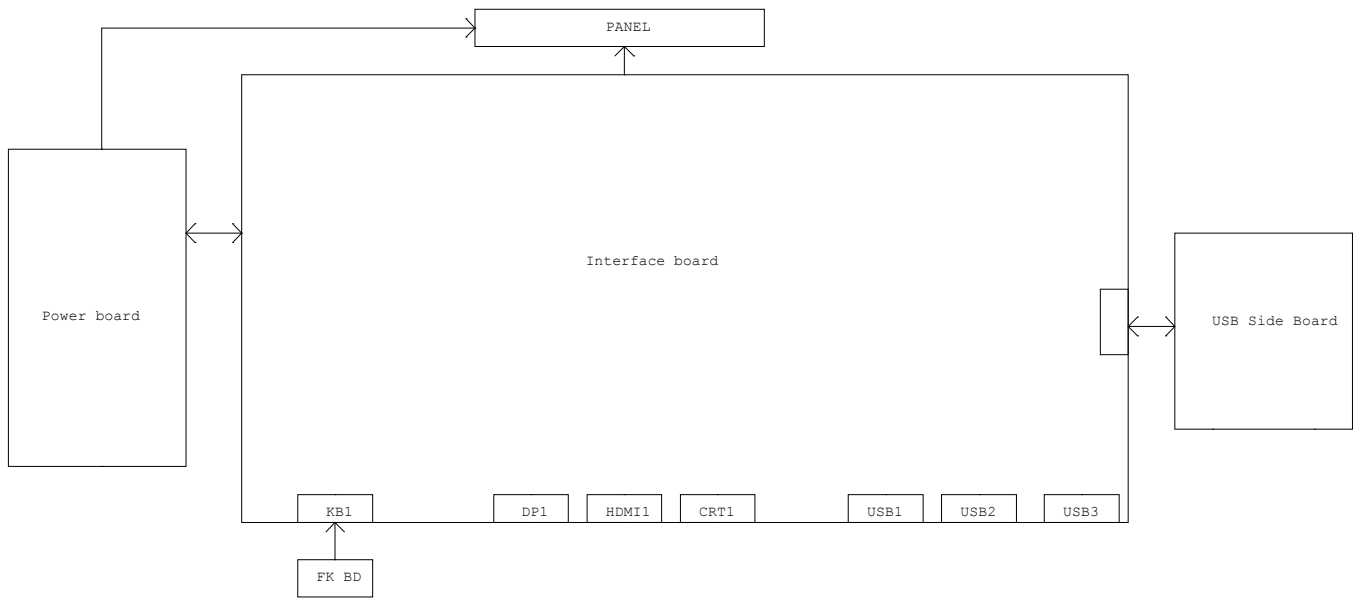 PANEL
Interface board
Power board
USB Side Board
KB1
DP1
HDMI1
CRT1
USB1
USB2
USB3
FK BD